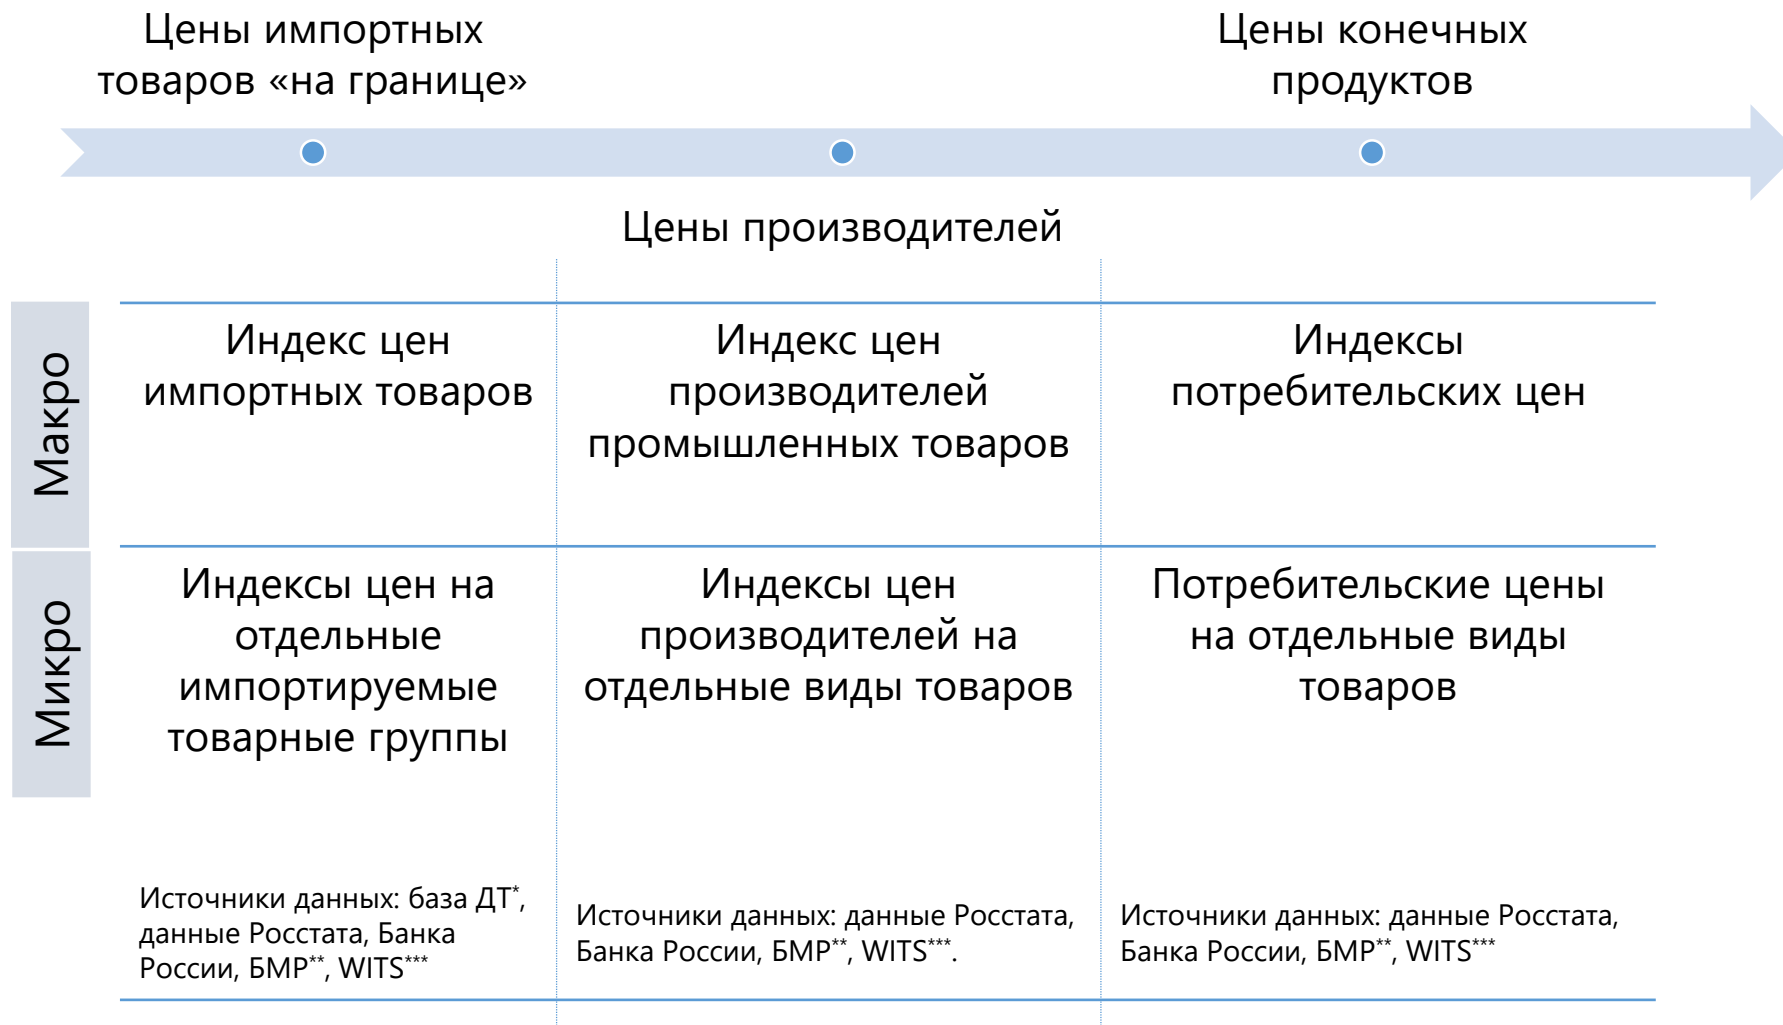 Цены импортных
товаров «на границе»
Цены конечных
продуктов
Цены производителей
Макро
Индекс цен
импортных товаров
Индекс цен
производителей
промышленных товаров
Индексы
потребительских цен
Микро
Индексы цен на
отдельные
импортируемые
товарные группы
Индексы цен
производителей на
отдельные виды товаров
Потребительские цены
на отдельные виды
товаров
Источники данных: база ДТ*,
данные Росстата, Банка
России, БМР**, WITS***
Источники данных: данные Росстата,
Банка России, БМР**, WITS***.
Источники данных: данные Росстата,
Банка России, БМР**, WITS***